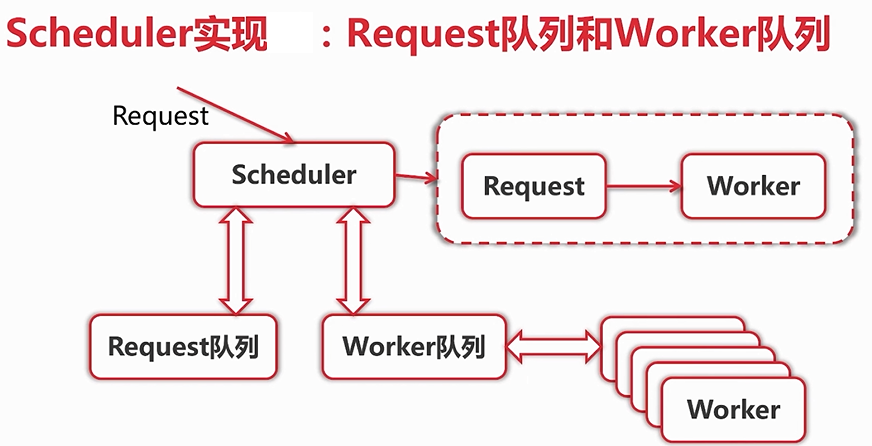 Scheduler实现 :Request队列和Worker队列
Request
Scheduler
Request
Worker
Request队列
Worker队列
Worker